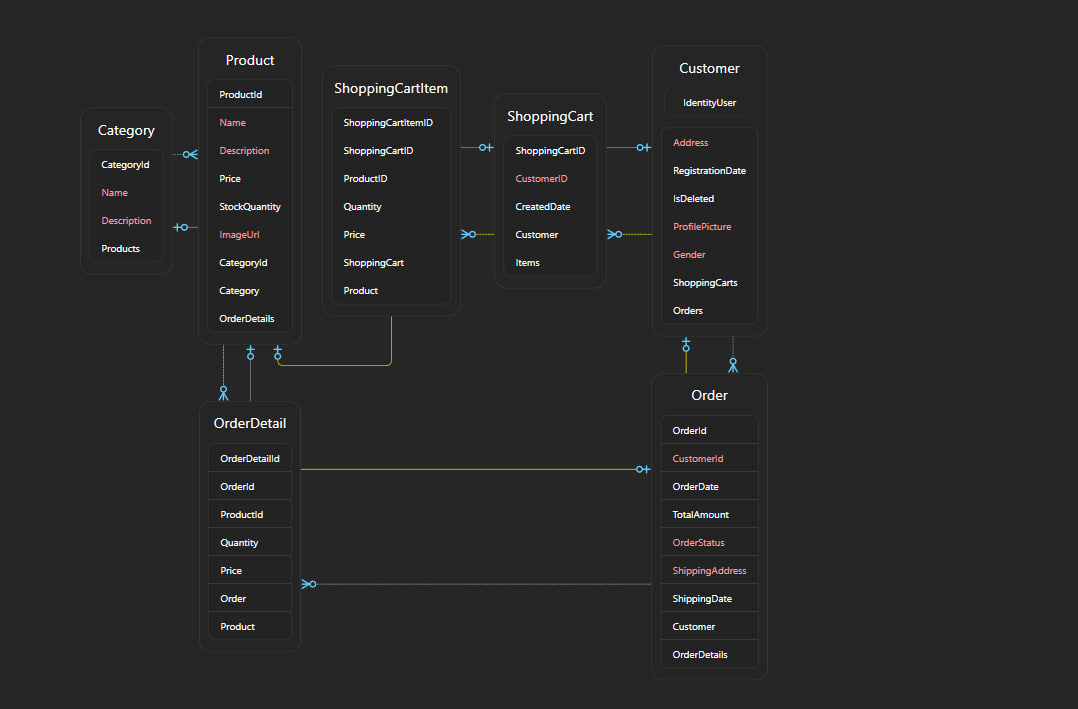 Category
CategoryId
Name
Description
Products
Product
ProductId
Name
Description
Price
StockQuantity
ImageUrl
CategoryId
Category
OrderDetails
ShoppingCartItem
ShoppingCartItemID
ShoppingCartID
ProductID
Quantity
Price
ShoppingCart
Product
ShoppingCart
ShoppingCartID
CustomerID
CreatedDate
Customer
Items
Customer
IdentityUser
Address
RegistrationDate
IsDeleted
ProfilePicture
Gender
ShoppingCarts
Orders
OrderDetail
OrderDetailId
OrderId
ProductId
Quantity
Price
Order
Product
Order
OrderId
CustomerId
OrderDate
TotalAmount
OrderStatus
ShippingAddress
ShippingDate
Customer
OrderDetails